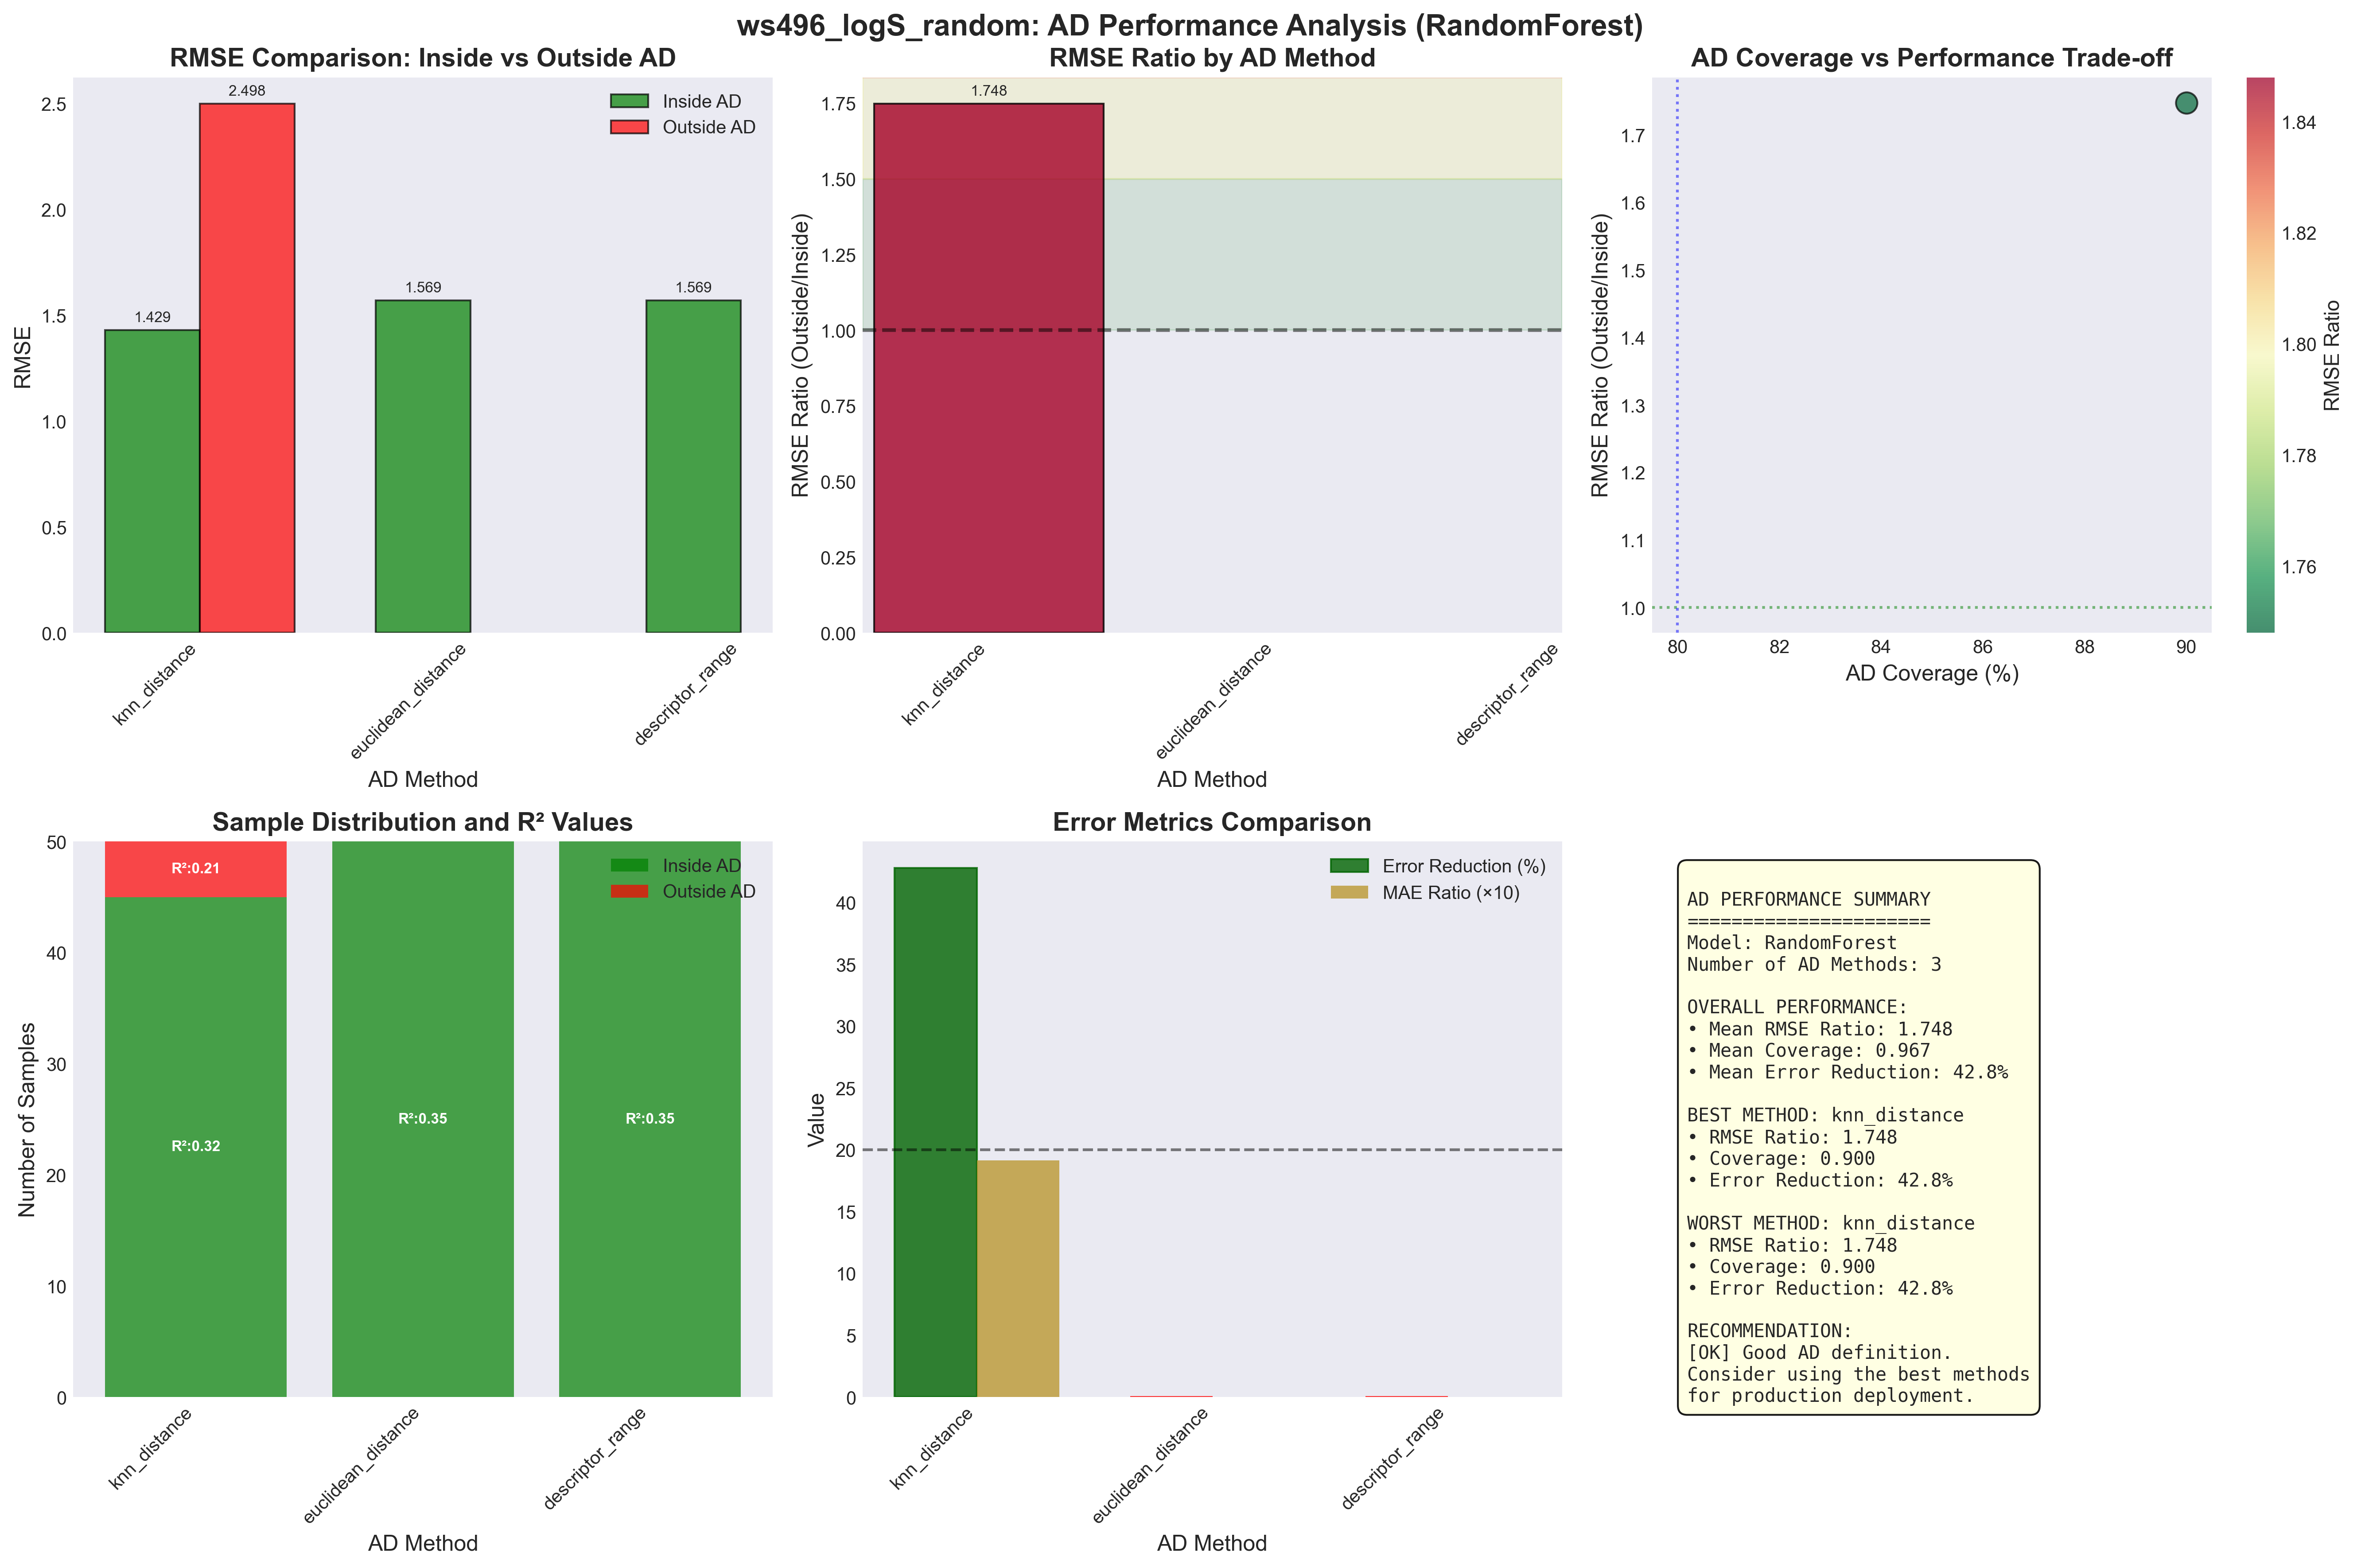 ws496_logS_random: AD Performance Analysis (RandomForest)
RMSE Comparison: Inside vs Outside AD
2.5
2.0
1.5
1.0
0.5
0.0
RMSE
1.429
2.498
1.569
1.569
Inside AD
Outside AD
knn_distance
euclidean_distance
descriptor_range
AD Method
RMSE Ratio by AD Method
1.75
1.50
1.25
1.00
0.75
0.50
0.25
0.00
RMSE Ratio (Outside/Inside)
1.748
knn_distance
euclidean_distance
descriptor_range
AD Method
AD Coverage vs Performance Trade-off
1.7
1.6
1.5
1.4
1.3
1.2
1.1
1.0
RMSE Ratio (Outside/Inside)
80
82
84
86
88
90
AD Coverage (%)
1.84
1.82
1.80
1.78
1.76
RMSE Ratio
Sample Distribution and R² Values
50
40
30
20
10
0
Number of Samples
R²:0.21
R²:0.32
R²:0.35
R²:0.35
Inside AD
Outside AD
knn_distance
euclidean_distance
descriptor_range
AD Method
Error Metrics Comparison
40
35
30
25
20
15
10
5
0
Value
Error Reduction (%)
MAE Ratio (×10)
knn_distance
euclidean_distance
descriptor_range
AD Method
AD PERFORMANCE SUMMARY
======================
Model: RandomForest
Number of AD Methods: 3
OVERALL PERFORMANCE:
• Mean RMSE Ratio: 1.748
• Mean Coverage: 0.967
• Mean Error Reduction: 42.8%
BEST METHOD: knn_distance
• RMSE Ratio: 1.748
• Coverage: 0.900
• Error Reduction: 42.8%
WORST METHOD: knn_distance
• RMSE Ratio: 1.748
• Coverage: 0.900
• Error Reduction: 42.8%
RECOMMENDATION:
[OK] Good AD definition.
Consider using the best methods
for production deployment.